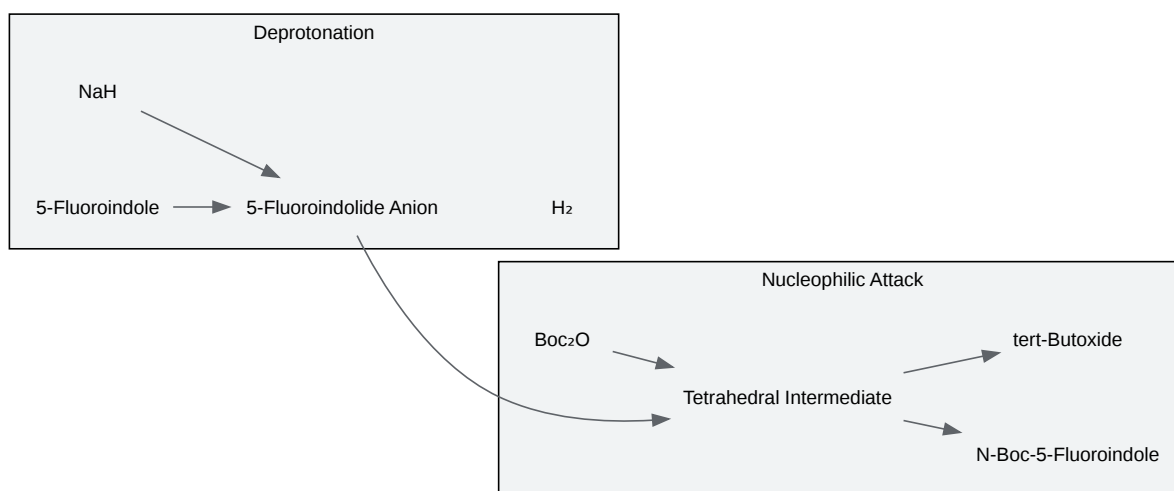 Deprotonation
NaH
5-Fluoroindole
5-Fluoroindolide Anion
H₂
Nucleophilic Attack
Boc₂O
tert-Butoxide
Tetrahedral Intermediate
N-Boc-5-Fluoroindole